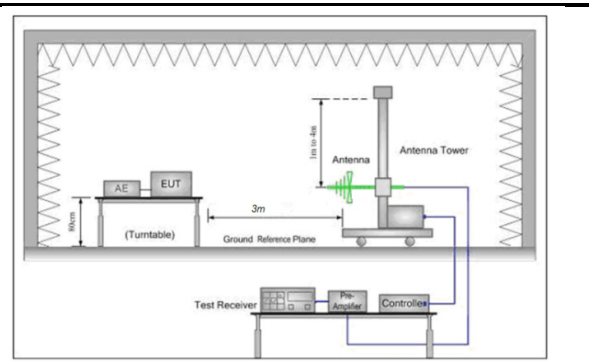 1m to 4m
Antenna
Antenna Tower
AE
EUT
3m
80cm
(Turntable)
Ground Reference Plane
Test Receiver
Pre-
Amplifier
Controller